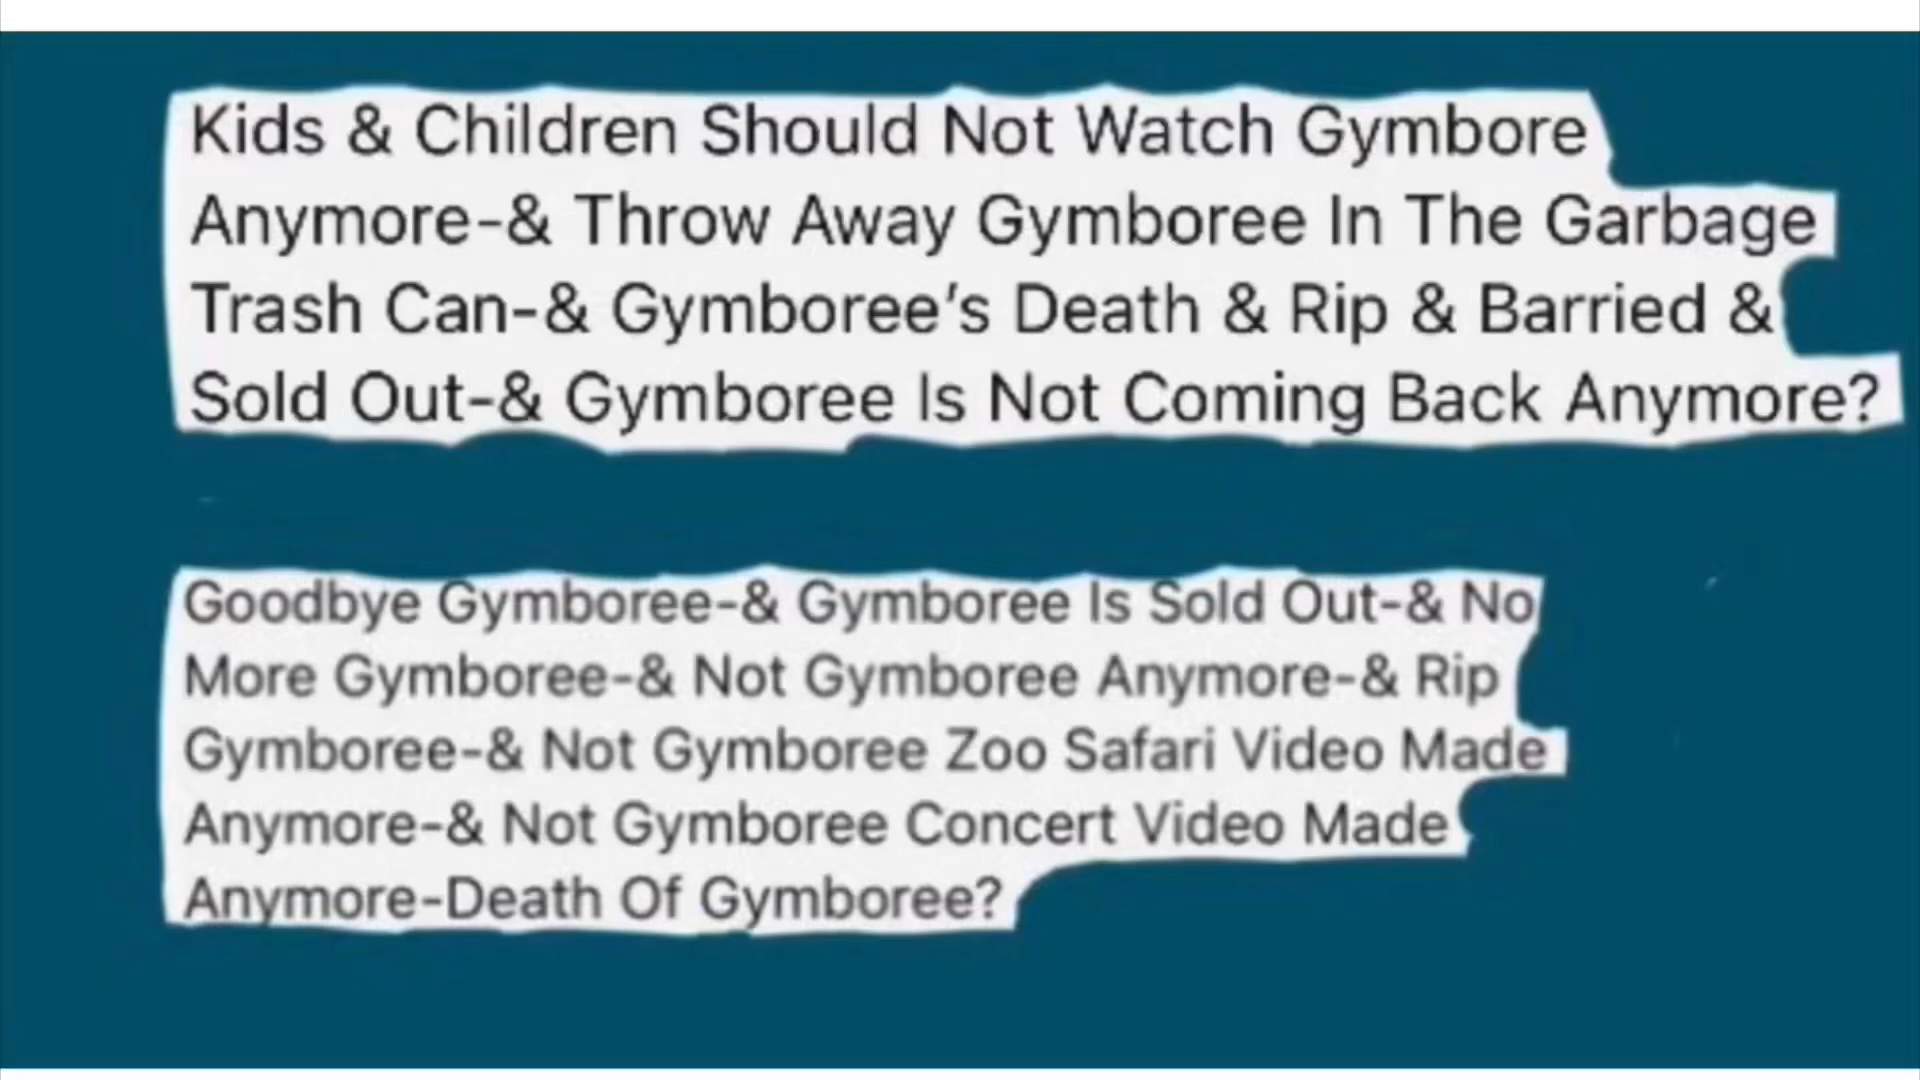 Kids & Children Should Not Watch Gymbore
Anymore-& Throw Away Gymboree In The Garbage
Trash Can-& Gymboree's Death & Rip & Barried &
Sold Out-& Gymboree Is Not Coming Back Anymore?
Goodbye Gymboree-& Gymboree Is Sold Out-& No
More Gymboree-& Not Gymboree Anymore-& Rip
Gymboree-& Not Gymboree Zoo Safari Video Made
Anymore-& Not Gymboree Concert Video Made
Anymore-Death Of Gymboree?